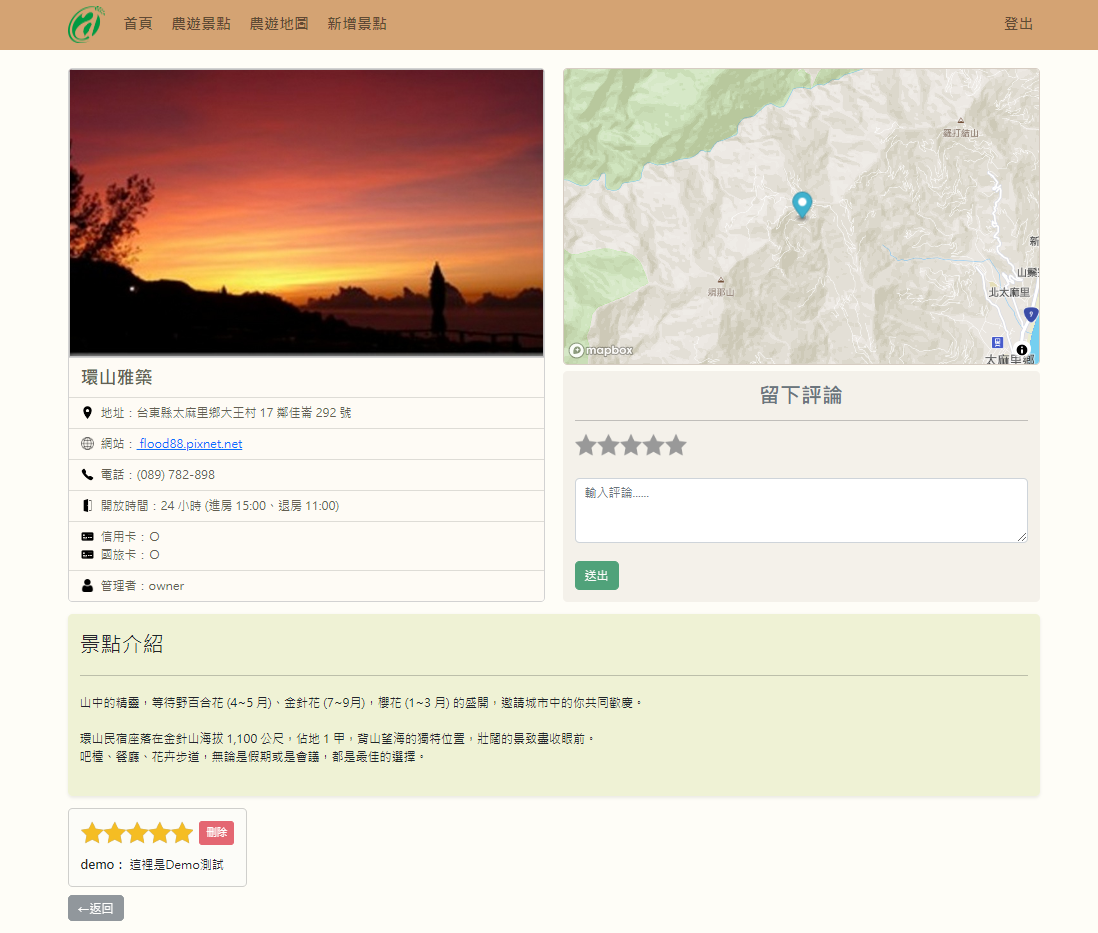 首頁 農遊景點 農遊地圖 新增景點 登出
環山雅築
地址：台東縣太麻里鄉大王村 17 鄰佳崙 292 號
網站： flood88.pixnet.net
電話：(089) 782-898
開放時間：24 小時 (進房 15:00、退房 11:00)
信用卡：O
國旅卡：O
管理者：owner
羅打結山
新
山腳
北太麻里
9
太麻里鄉
mapbox
留下評論
輸入評論......
送出
景點介紹
山中的精靈，等待野百合花 (4~5 月)、金針花 (7~9月)，櫻花 (1~3 月) 的盛開，邀請城市中的你共同歡慶。
環山民宿座落在金針山海拔 1,100 公尺，佔地 1 甲，背山望海的獨特位置，壯闊的景致盡收眼前。
吧檯、餐廳、花卉步道，無論是假期或是會議，都是最佳的選擇。
刪除
demo： 這裡是Demo測試
←返回